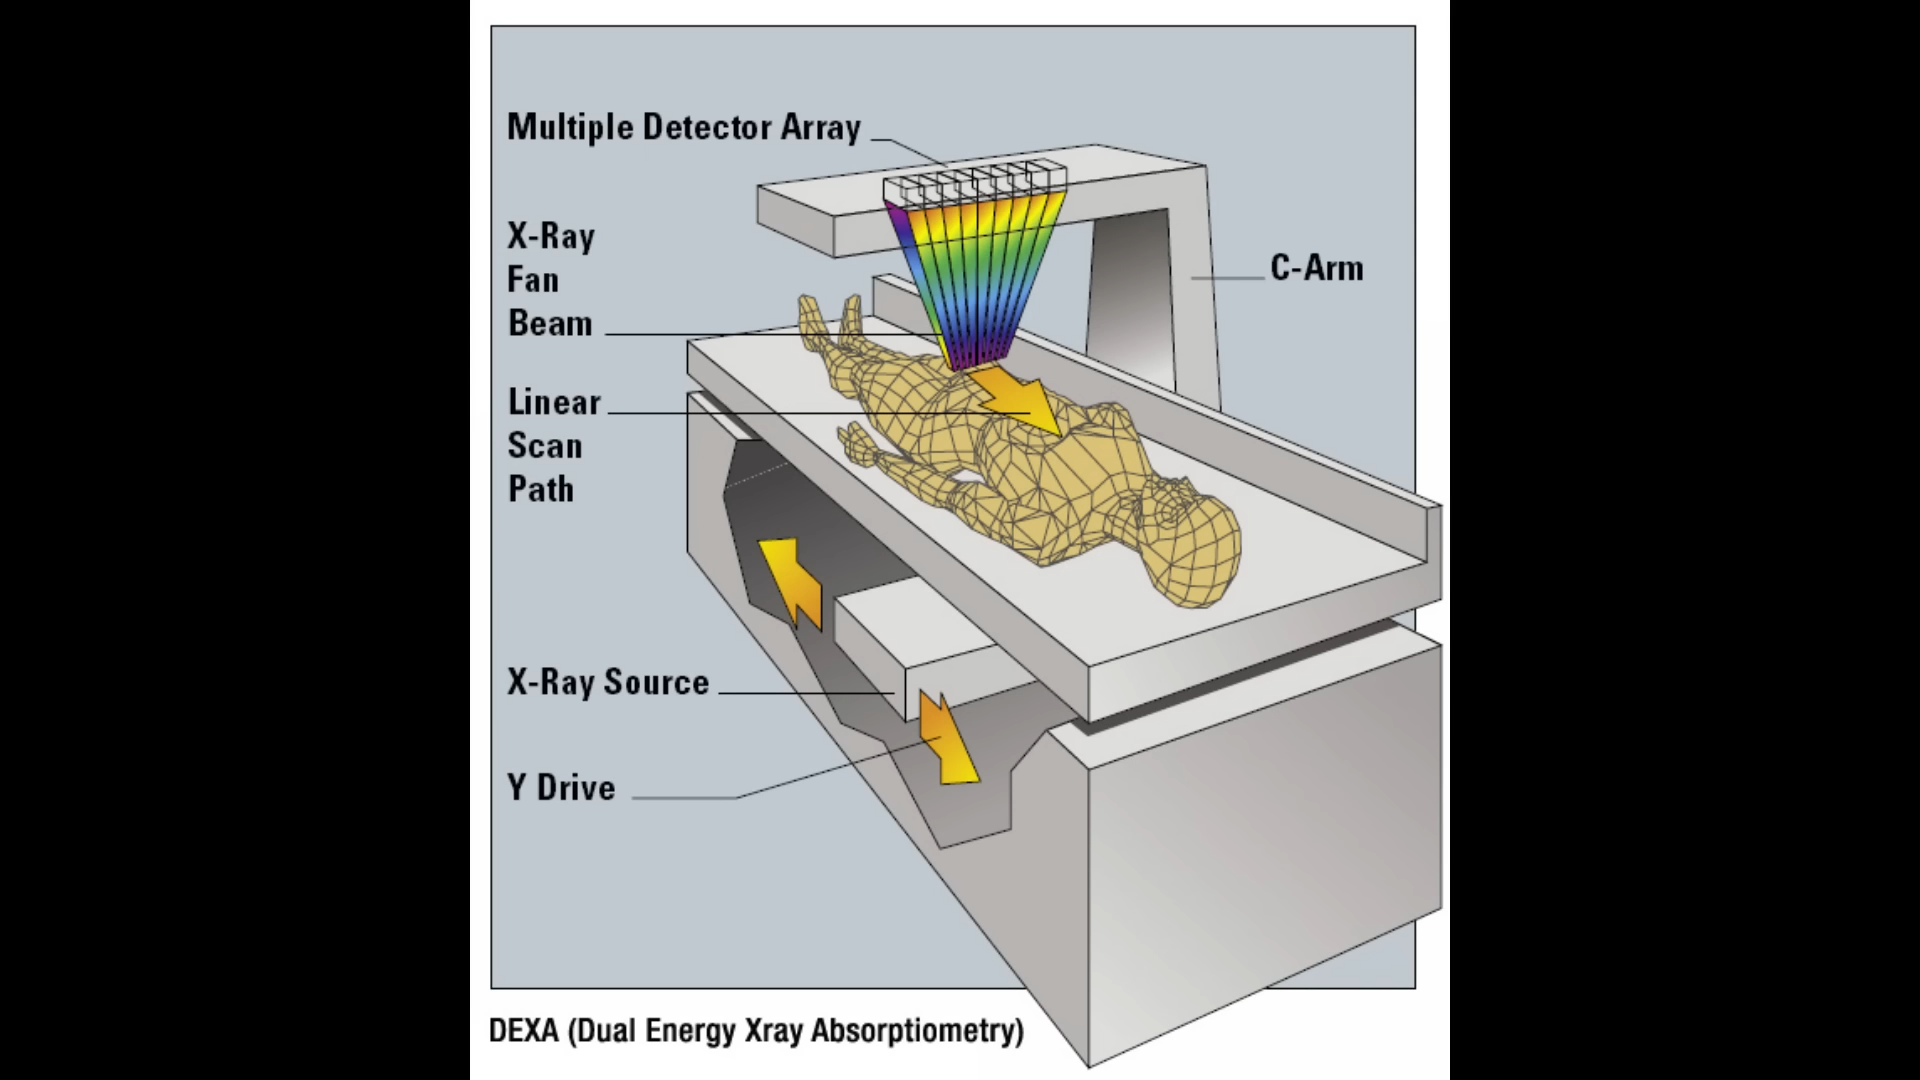 Multiple Detector Array
X-Ray
Fan
Beam
C-Arm
Linear
Scan
Path
X-Ray Source
Y Drive
DEXA (Dual Energy Xray Absorptiometry)